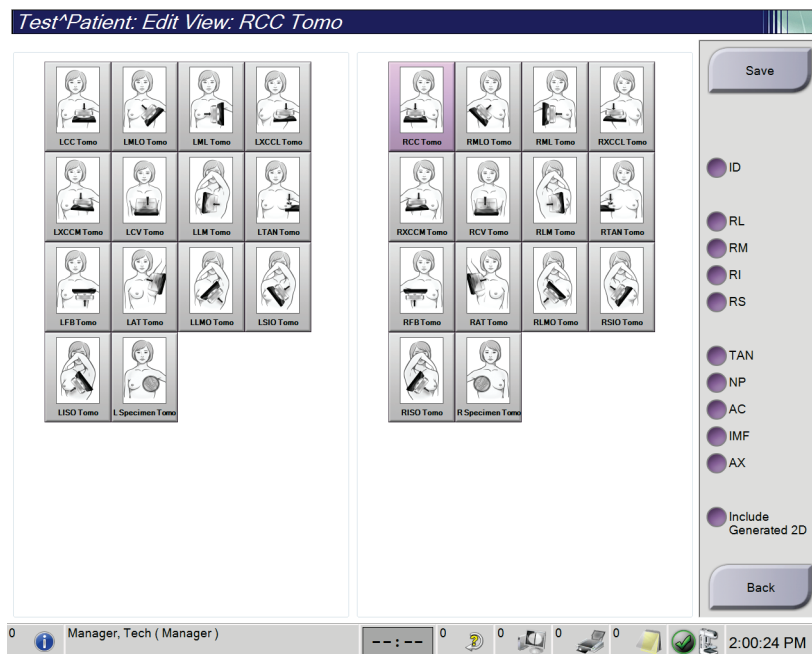 Test^Patient: Edit View: RCC Tomo
LCC Tomo LMLO Tomo LML Tomo LXCCL Tomo
LXCCM Tomo LCV Tomo LLM Tomo LTAN Tomo
LFB Tomo LAT Tomo LLMO Tomo LSIO Tomo
LISO Tomo L Specimen Tomo
RCC Tomo RMLO Tomo RML Tomo RXCCL Tomo
RXCCM Tomo RCV Tomo RLM Tomo RTAN Tomo
RFB Tomo RAT Tomo RLMO Tomo RSIO Tomo
RISO Tomo R Specimen Tomo
Save
ID
RL
RM
RI
RS
TAN
NP
AC
IMF
AX
Include
Generated 2D
Back
0 Manager, Tech ( Manager ) --:-- 0 0 0 0 2:00:24 PM